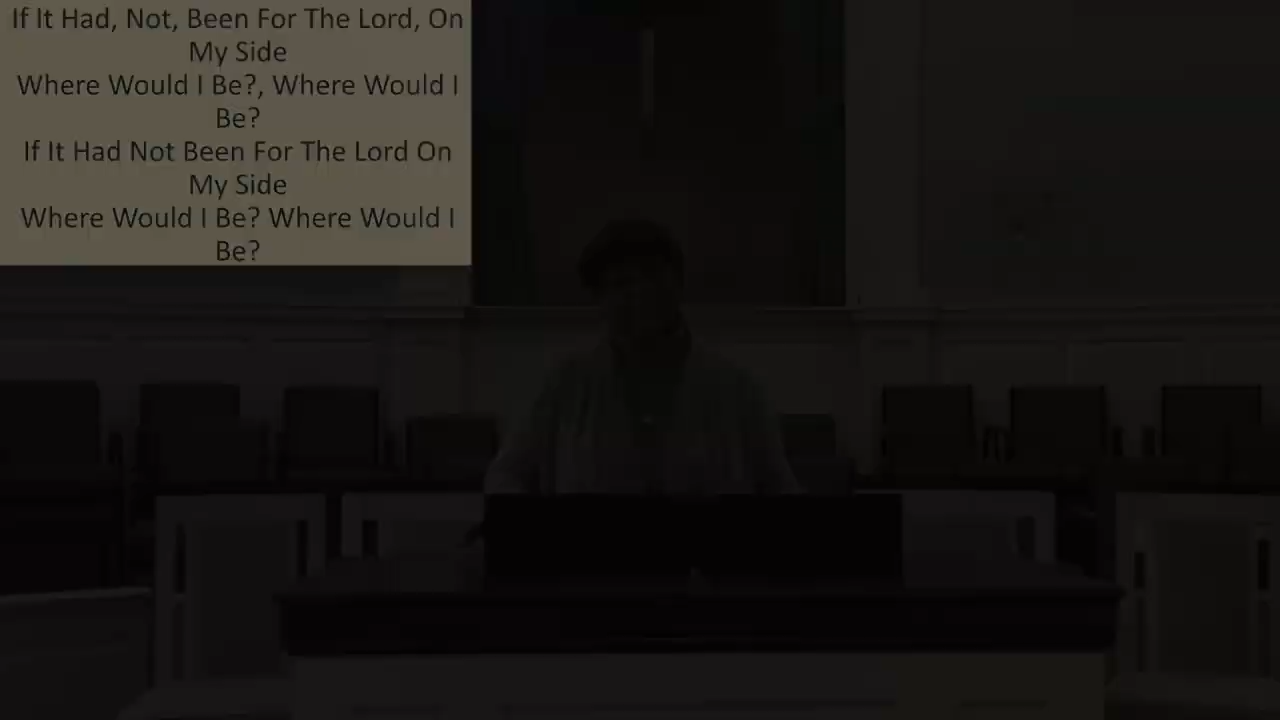 If It Had, Not, Been For The Lord, On
My Side
Where Would I Be?, Where Would I
Be?
If It Had Not Been For The Lord On
My Side
Where Would I Be? Where Would I
Be?